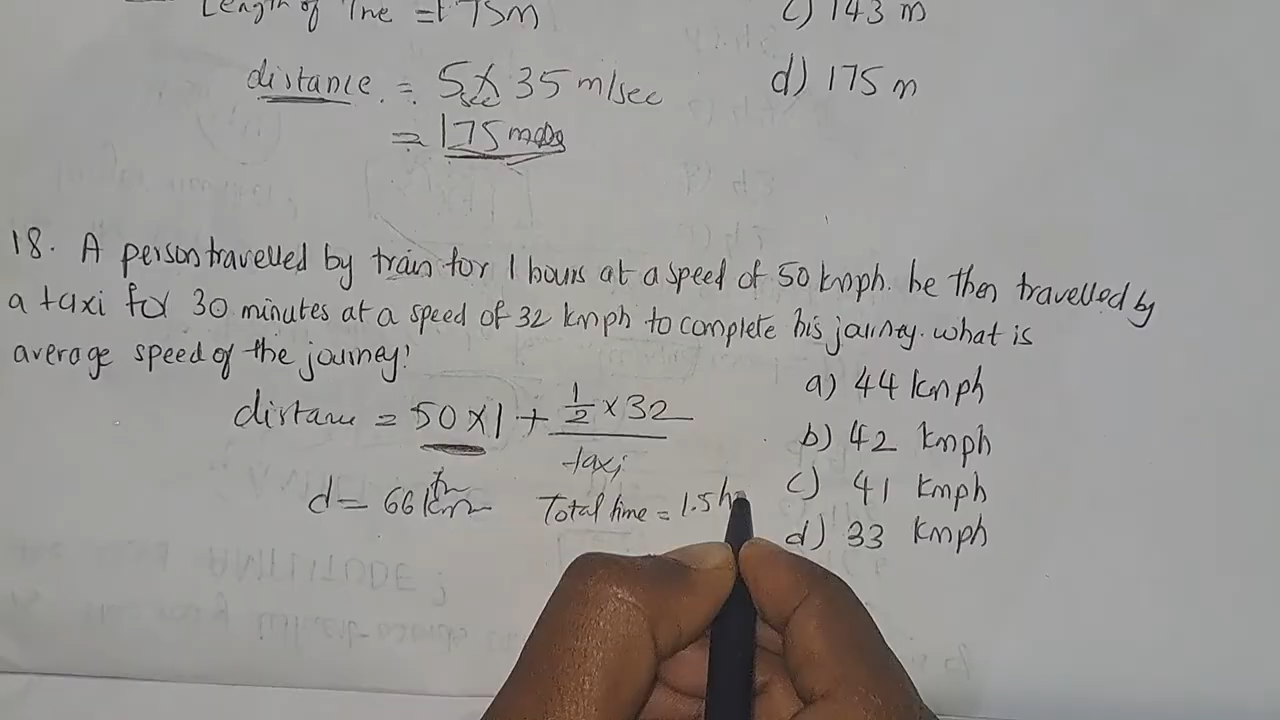 Length of Tne = 175m
c) 143 m
distance = 5sec x 35 m/sec
d) 175 m
= 175
18. A person travelled by train for 1 hours at a speed of 50 kmph. he then travelled by
a taxi for 30 minutes at a speed of 32 kmph to complete his journey. what is
average speed of the journey!
a) 44 kmph
distance = 50 x 1 + 1/2 x 32
b) 42 kmph
taxi
c) 41 kmph
d = 66 km Total time = 1.5 h
d) 33 kmph